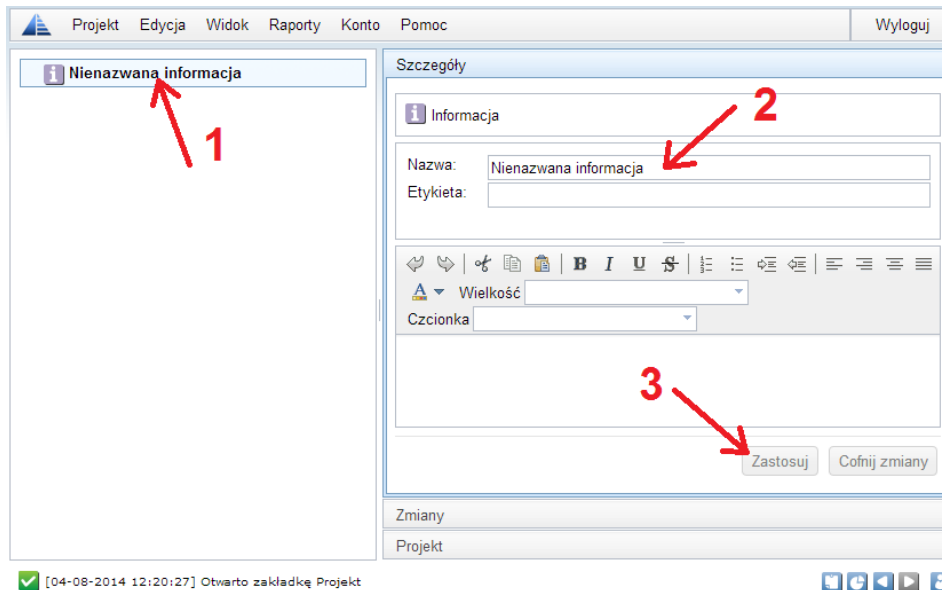 Projekt Edycja Widok Raporty Konto Pomoc Wyloguj
Nienazwana informacja
1
Szczegóły
Informacja
2
Nazwa: Nienazwana informacja
Etykieta:
B I U S A Wielkość
Czcionka
3
Zastosuj Cofnij zmiany
Zmiany
Projekt
[04-08-2014 12:20:27] Otwarto zakładkę Projekt